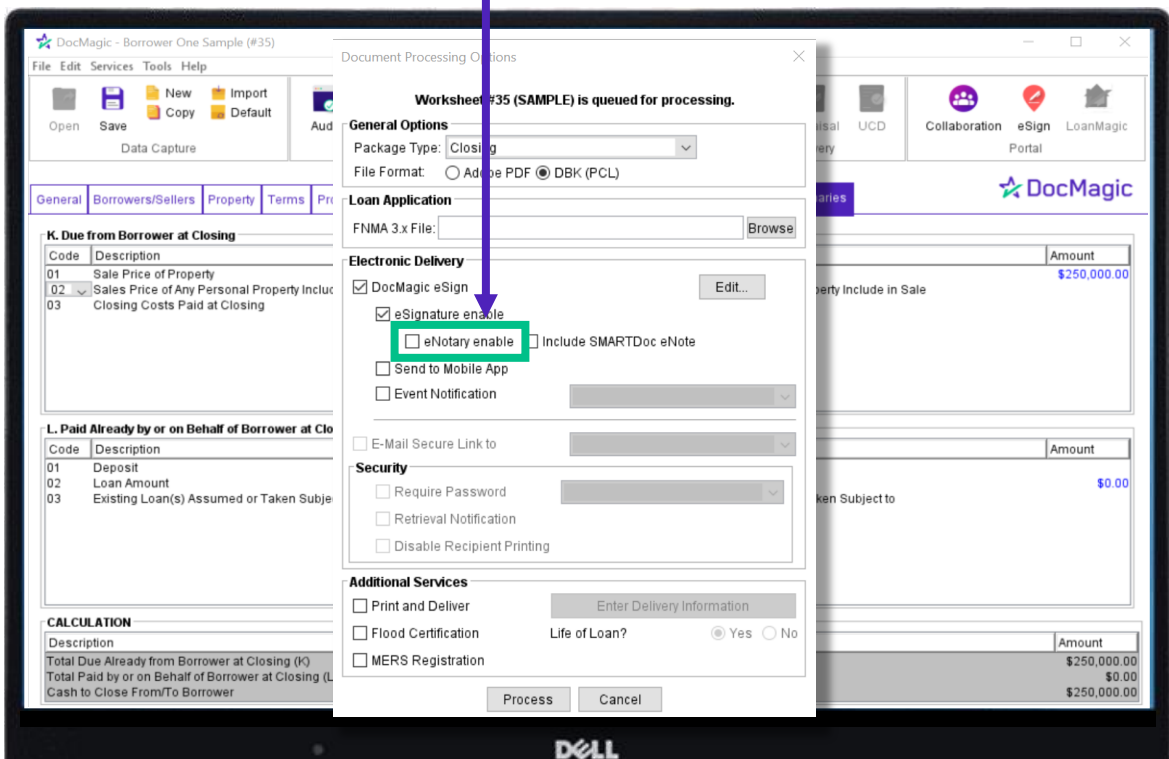 DocMagic - Borrower One Sample (#35)
File Edit Services Tools Help
Open
Save
New
Copy
Import
Default
Data Capture
UCD
Collaboration
eSign
LoanMagic
Portal
General
Borrowers/Sellers
Property
Terms
DocMagic
K. Due from Borrower at Closing
Code Description Amount
01 Sale Price of Property $250,000.00
02 Sales Price of Any Personal Property Include in Sale
03 Closing Costs Paid at Closing
L. Paid Already by or on Behalf of Borrower at Clo
Code Description Amount
01 Deposit
02 Loan Amount $0.00
03 Existing Loan(s) Assumed or Taken Subject to
CALCULATION
Description Amount
Total Due Already from Borrower at Closing (K) $250,000.00
Total Paid by or on Behalf of Borrower at Closing (L $0.00
Cash to Close From/To Borrower $250,000.00
Document Processing Options
Worksheet #35 (SAMPLE) is queued for processing.
General Options
Package Type: Closing
File Format: Adobe PDF DBK (PCL)
Loan Application
FNMA 3.x File: Browse
Electronic Delivery
DocMagic eSign Edit...
eSignature enable
eNotary enable Include SMARTDoc eNote
Send to Mobile App
Event Notification
E-Mail Secure Link to
Security
Require Password
Retrieval Notification
Disable Recipient Printing
Additional Services
Print and Deliver Enter Delivery Information
Flood Certification Life of Loan? Yes No
MERS Registration
Process Cancel
DELL